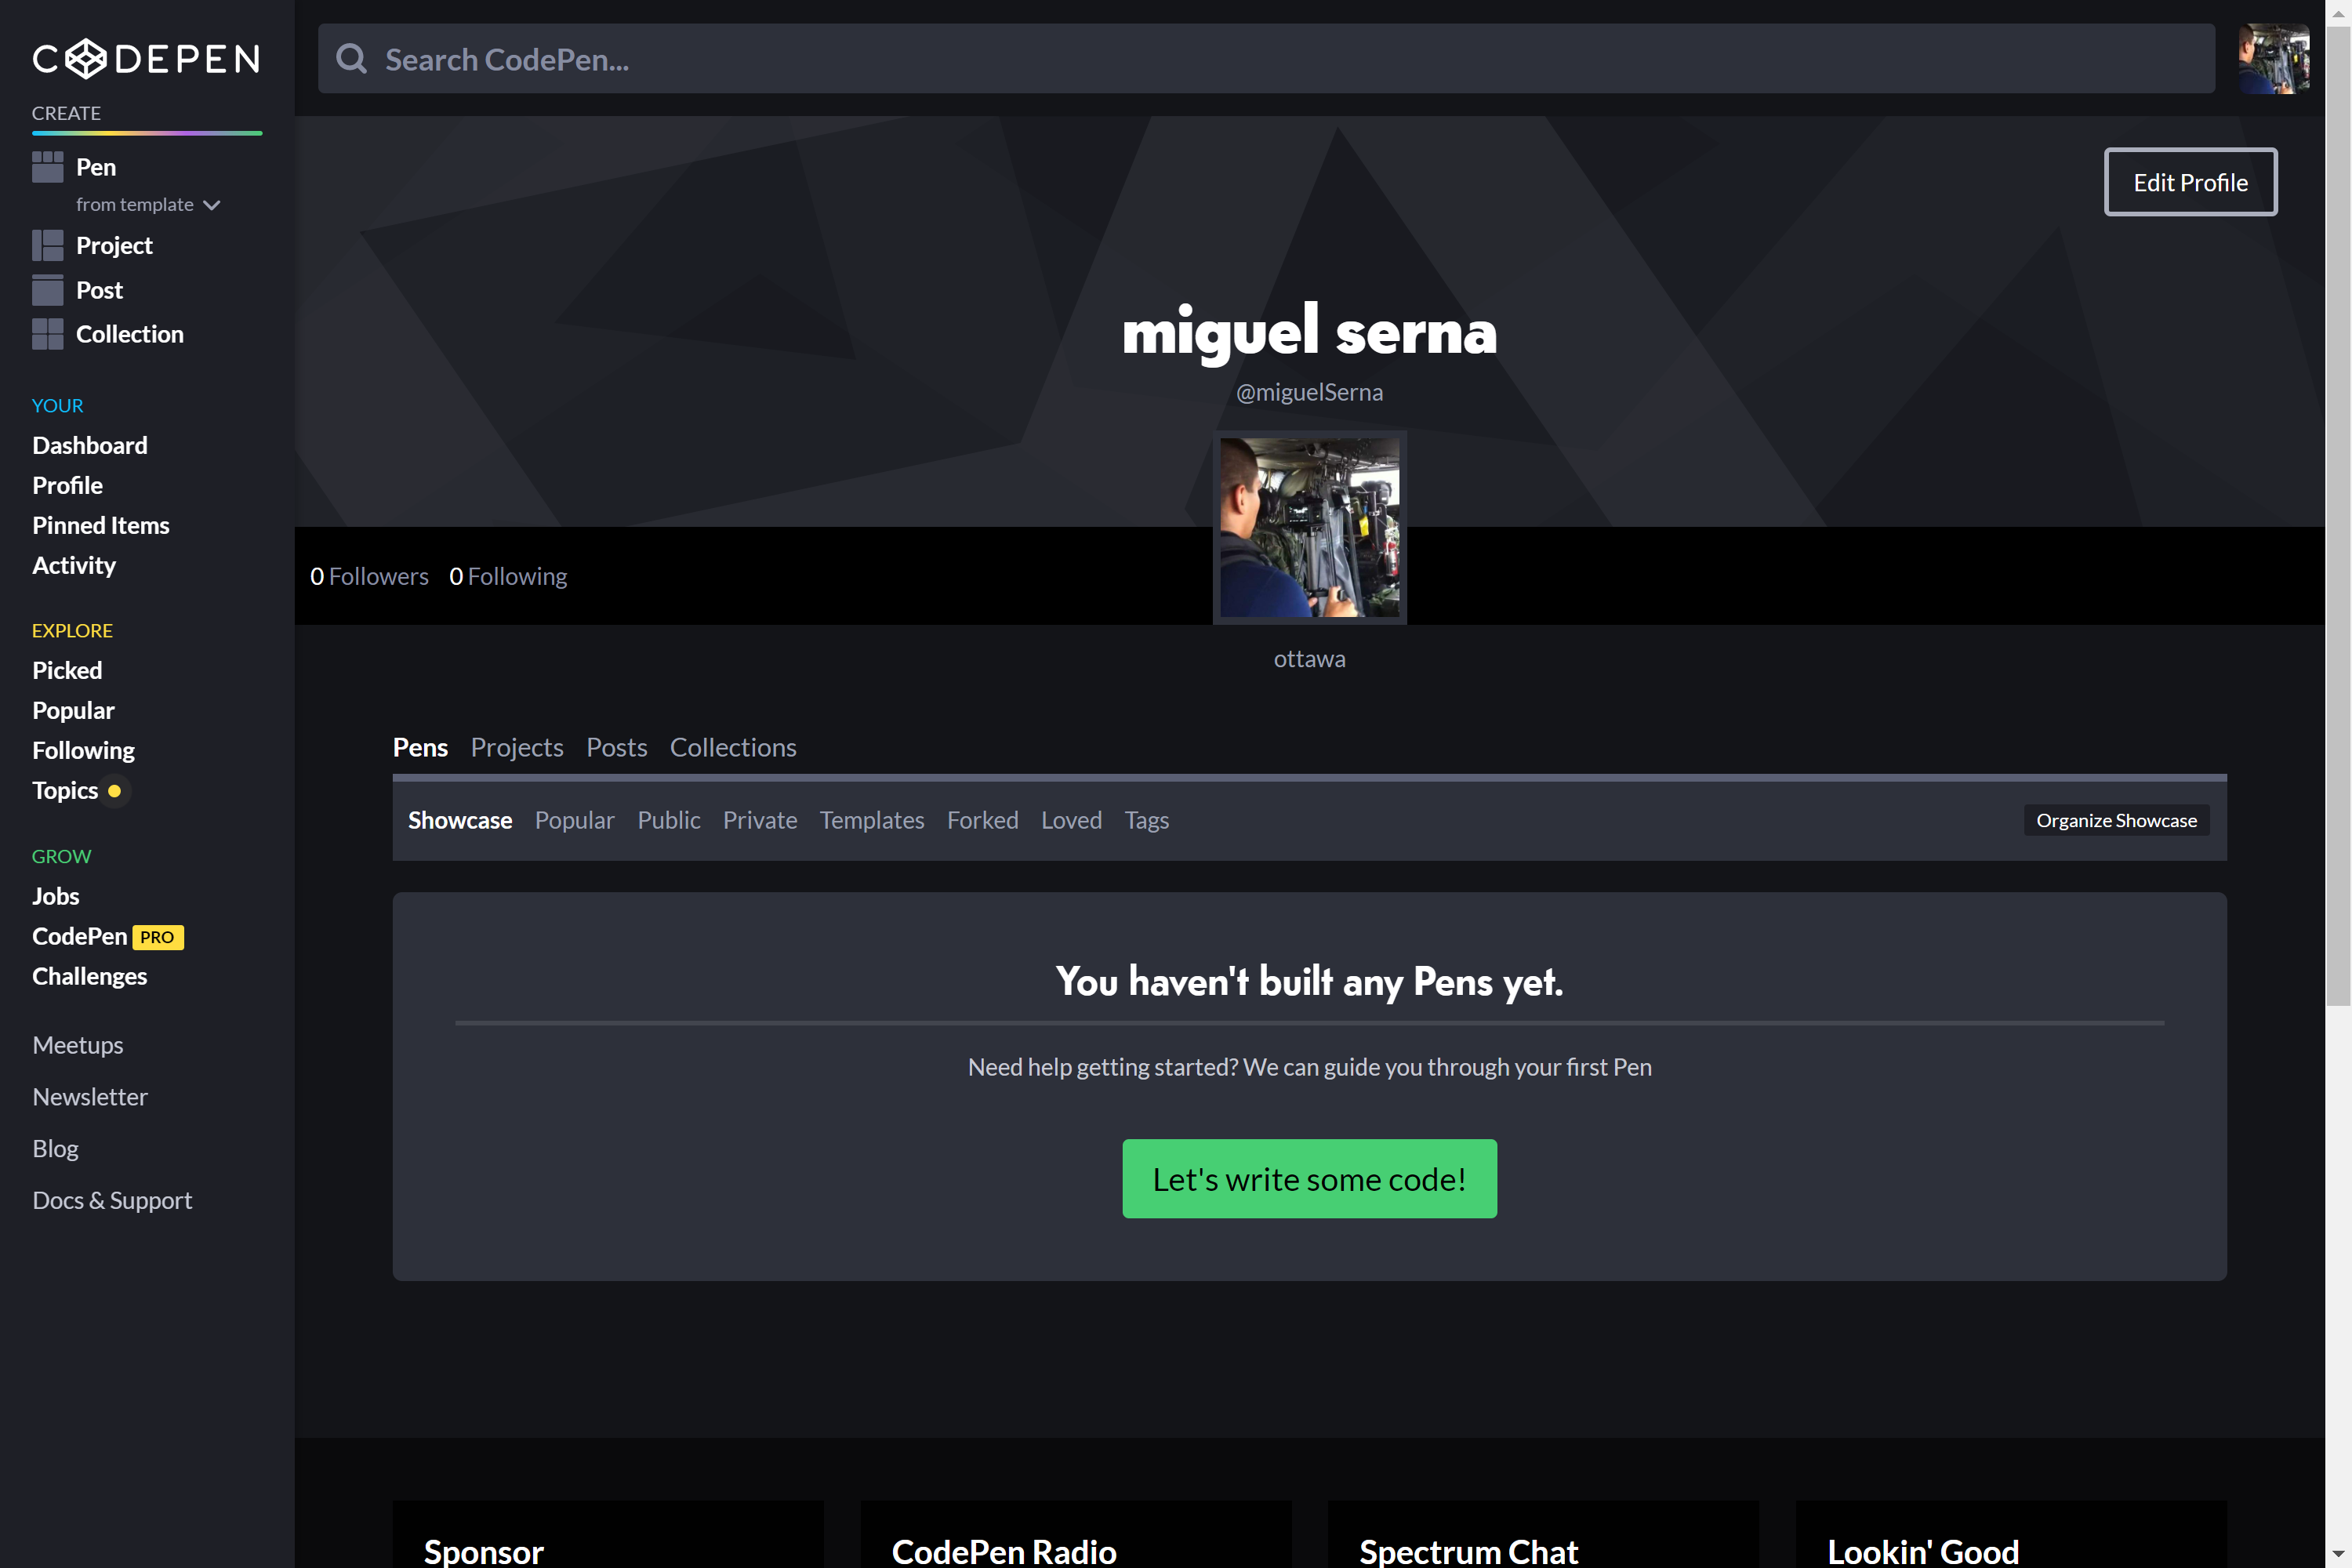 CODEPEN
CREATE
Pen
from template
Project
Post
Collection
YOUR
Dashboard
Profile
Pinned Items
Activity
EXPLORE
Picked
Popular
Following
Topics
GROW
Jobs
CodePen PRO
Challenges
Meetups
Newsletter
Blog
Docs & Support
Search CodePen...
Edit Profile
miguel serna
@miguelSerna
0 Followers 0 Following
ottawa
Pens Projects Posts Collections
Showcase Popular Public Private Templates Forked Loved Tags Organize Showcase
You haven't built any Pens yet.
Need help getting started? We can guide you through your first Pen
Let's write some code!
Sponsor CodePen Radio Spectrum Chat Lookin' Good